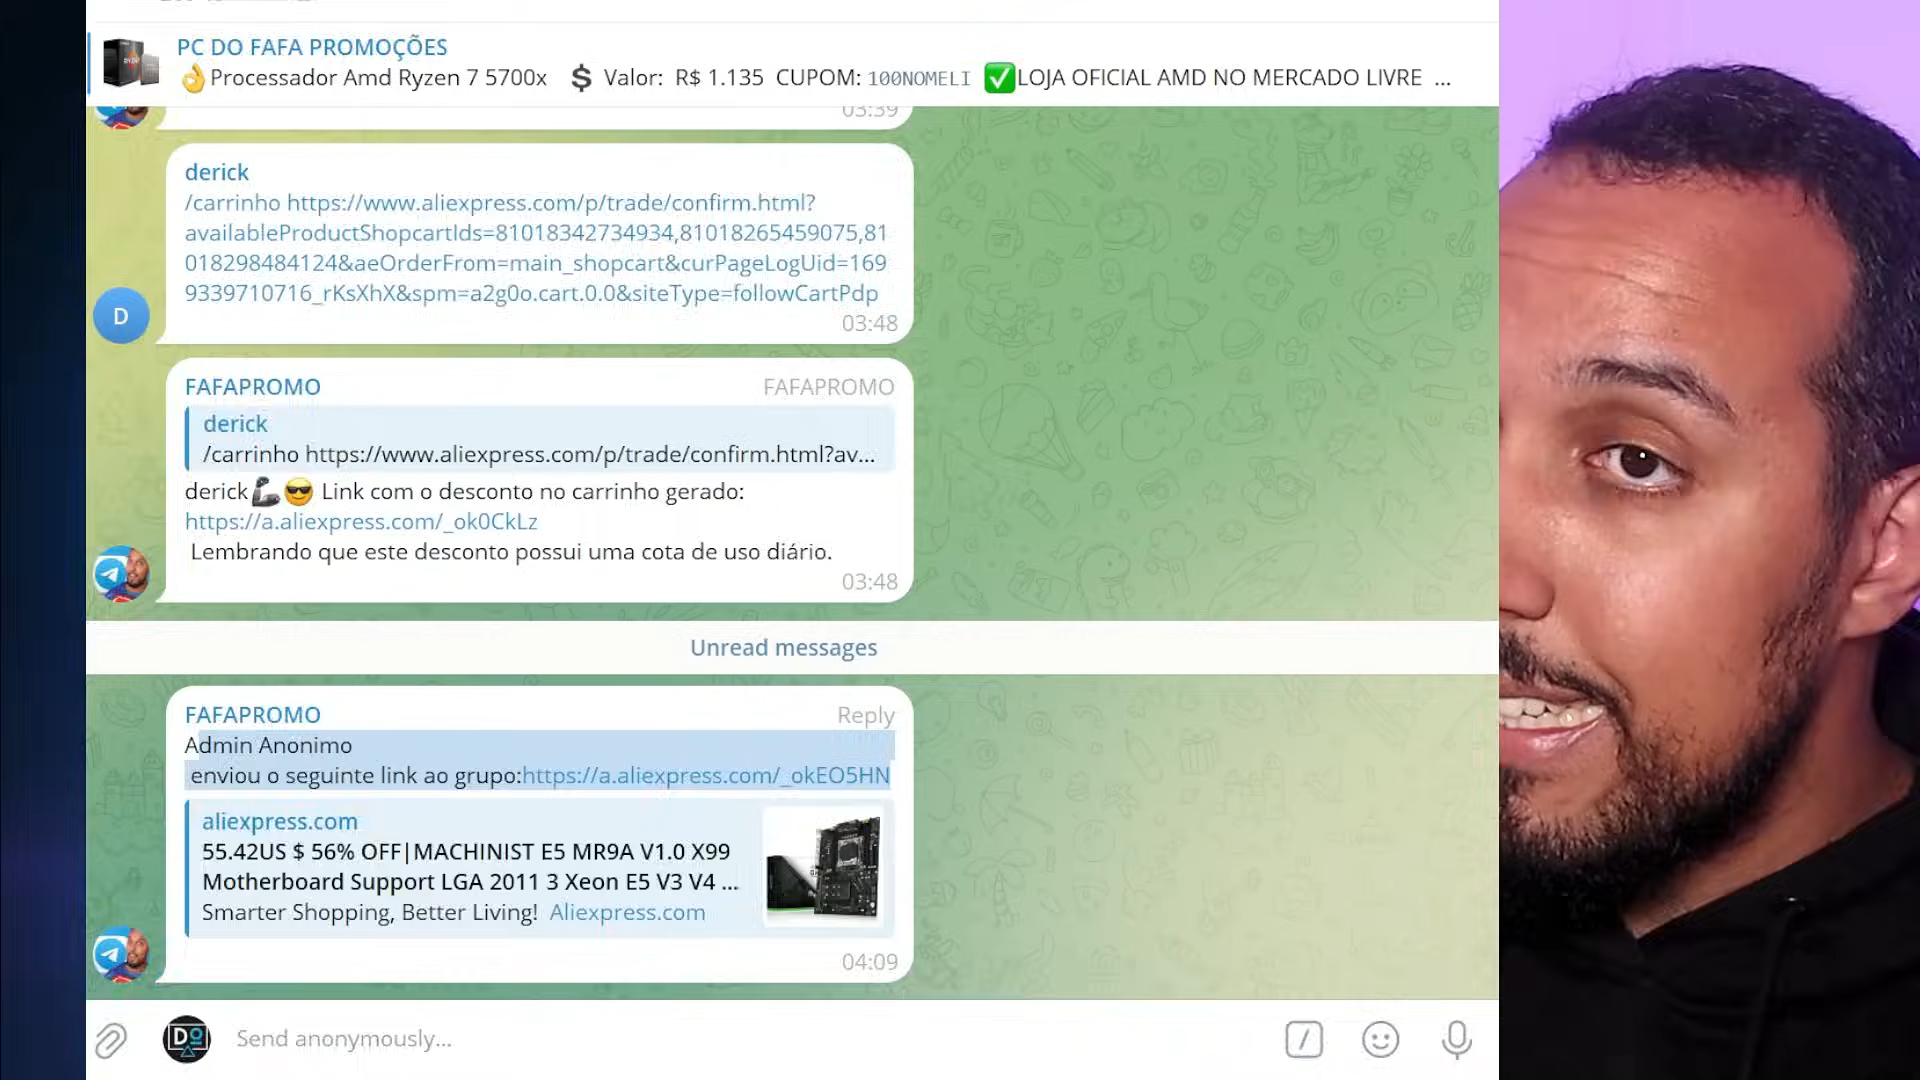 PC DO FAFA PROMOÇÕES
👌Processador Amd Ryzen 7 5700x 💲 Valor: R$ 1.135 CUPOM: 100NOMELI ✅LOJA OFICIAL AMD NO MERCADO LIVRE ...
03:39
derick
/carrinho https://www.aliexpress.com/p/trade/confirm.html?
availableProductShopcartIds=81018342734934,81018265459075,81
018298484124&aeOrderFrom=main_shopcart&curPageLogUid=169
9339710716_rKsXhX&spm=a2g0o.cart.0.0&siteType=followCartPdp
03:48
D
FAFAPROMO FAFAPROMO
derick
/carrinho https://www.aliexpress.com/p/trade/confirm.html?av...
derick🦾😎 Link com o desconto no carrinho gerado:
https://a.aliexpress.com/_ok0CkLz
Lembrando que este desconto possui uma cota de uso diário.
03:48
Unread messages
FAFAPROMO Reply
Admin Anonimo
enviou o seguinte link ao grupo:https://a.aliexpress.com/_okEO5HN
aliexpress.com
55.42US $ 56% OFF|MACHINIST E5 MR9A V1.0 X99
Motherboard Support LGA 2011 3 Xeon E5 V3 V4 ...
Smarter Shopping, Better Living! Aliexpress.com
04:09
Send anonymously...